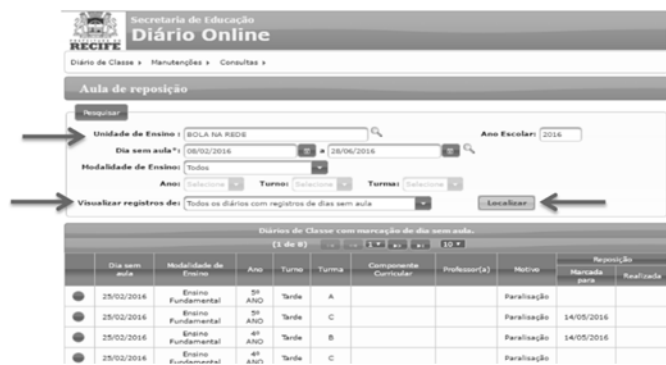 Secretaria de Educação
Diário Online
RECIFE
Diário de Classe Manutenções Consultas
Aula de reposição
Pesquisar
Unidade de Ensino : BOLA NA REDE Ano Escolar: 2016
Dia sem aula*: 08/02/2016 a 28/06/2016
Modalidade de Ensino: Todos
Ano: Selecione Turno: Selecione Turma: Selecione
Visualizar registros de: Todos os diários com registros de dias sem aula Localizar
Diários de Classe com marcação de dia sem aula.
(1 de 8) 1 10
Dia sem aula Modalidade de Ensino Ano Turno Turma Componente Curricular Professor(a) Motivo Reposição Marcada para Realizada
25/02/2016 Ensino Fundamental 5º ANO Tarde A Paralisação
25/02/2016 Ensino Fundamental 5º ANO Tarde C Paralisação 14/05/2016
25/02/2016 Ensino Fundamental 4º ANO Tarde B Paralisação 14/05/2016
25/02/2016 Ensino Fundamental 4º ANO Tarde C Paralisação